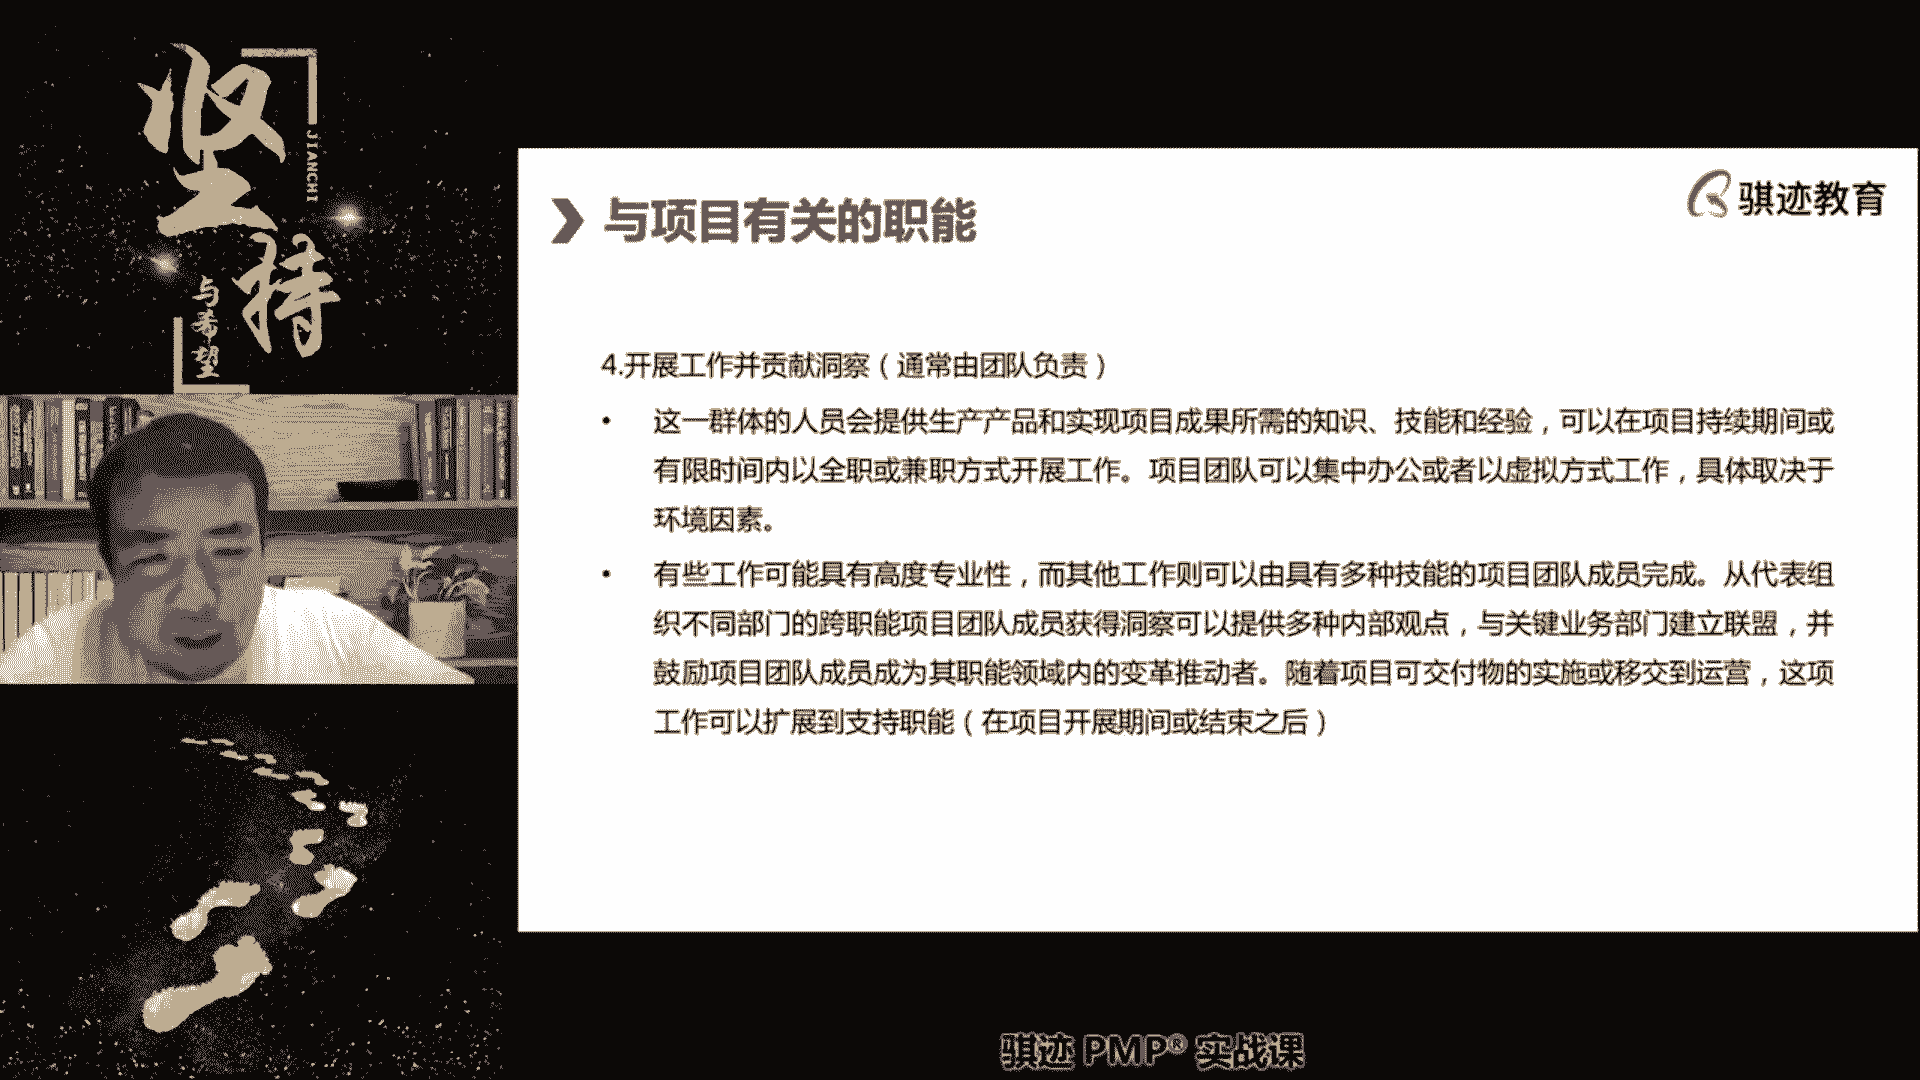 坚持
JIANCHI
与希望
骐迹教育
与项目有关的职能
4.开展工作并贡献洞察（通常由团队负责）
• 这一群体的人员会提供生产产品和实现项目成果所需的知识、技能和经验，可以在项目持续期间或
有限时间内以全职或兼职方式开展工作。项目团队可以集中办公或者以虚拟方式工作，具体取决于
环境因素。
• 有些工作可能具有高度专业性，而其他工作则可以由具有多种技能的项目团队成员完成。从代表组
织不同部门的跨职能项目团队成员获得洞察可以提供多种内部观点，与关键业务部门建立联盟，并
鼓励项目团队成员成为其职能领域内的变革推动者。随着项目可交付物的实施或移交到运营，这项
工作可以扩展到支持职能（在项目开展期间或结束之后）
骐迹 PMP® 实战课